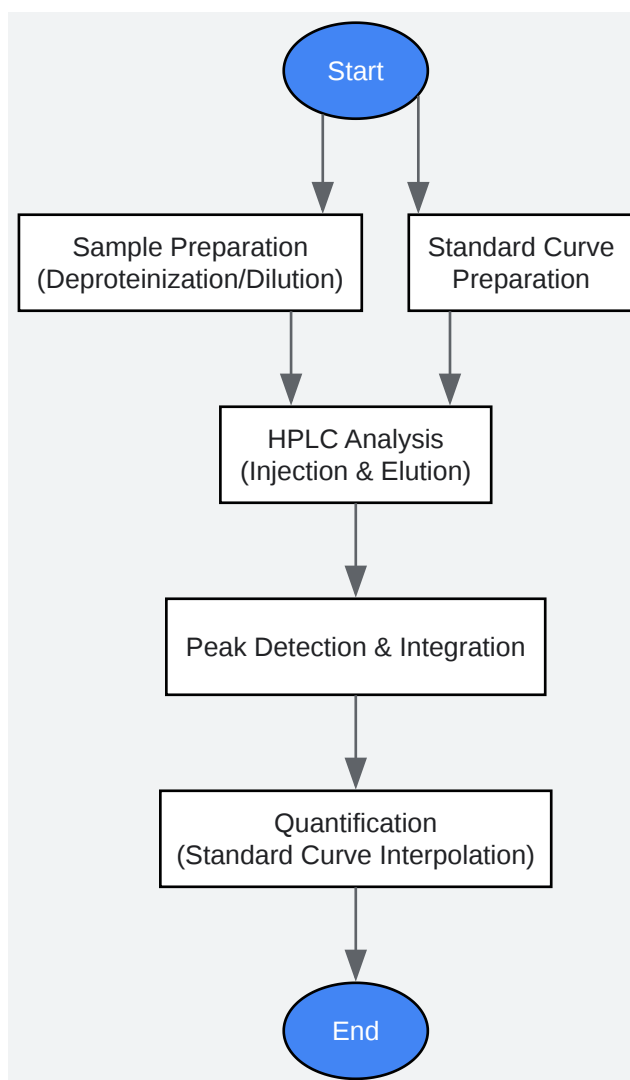 Start
Sample Preparation
(Deproteinization/Dilution)
Standard Curve
Preparation
HPLC Analysis
(Injection & Elution)
Peak Detection & Integration
Quantification
(Standard Curve Interpolation)
End